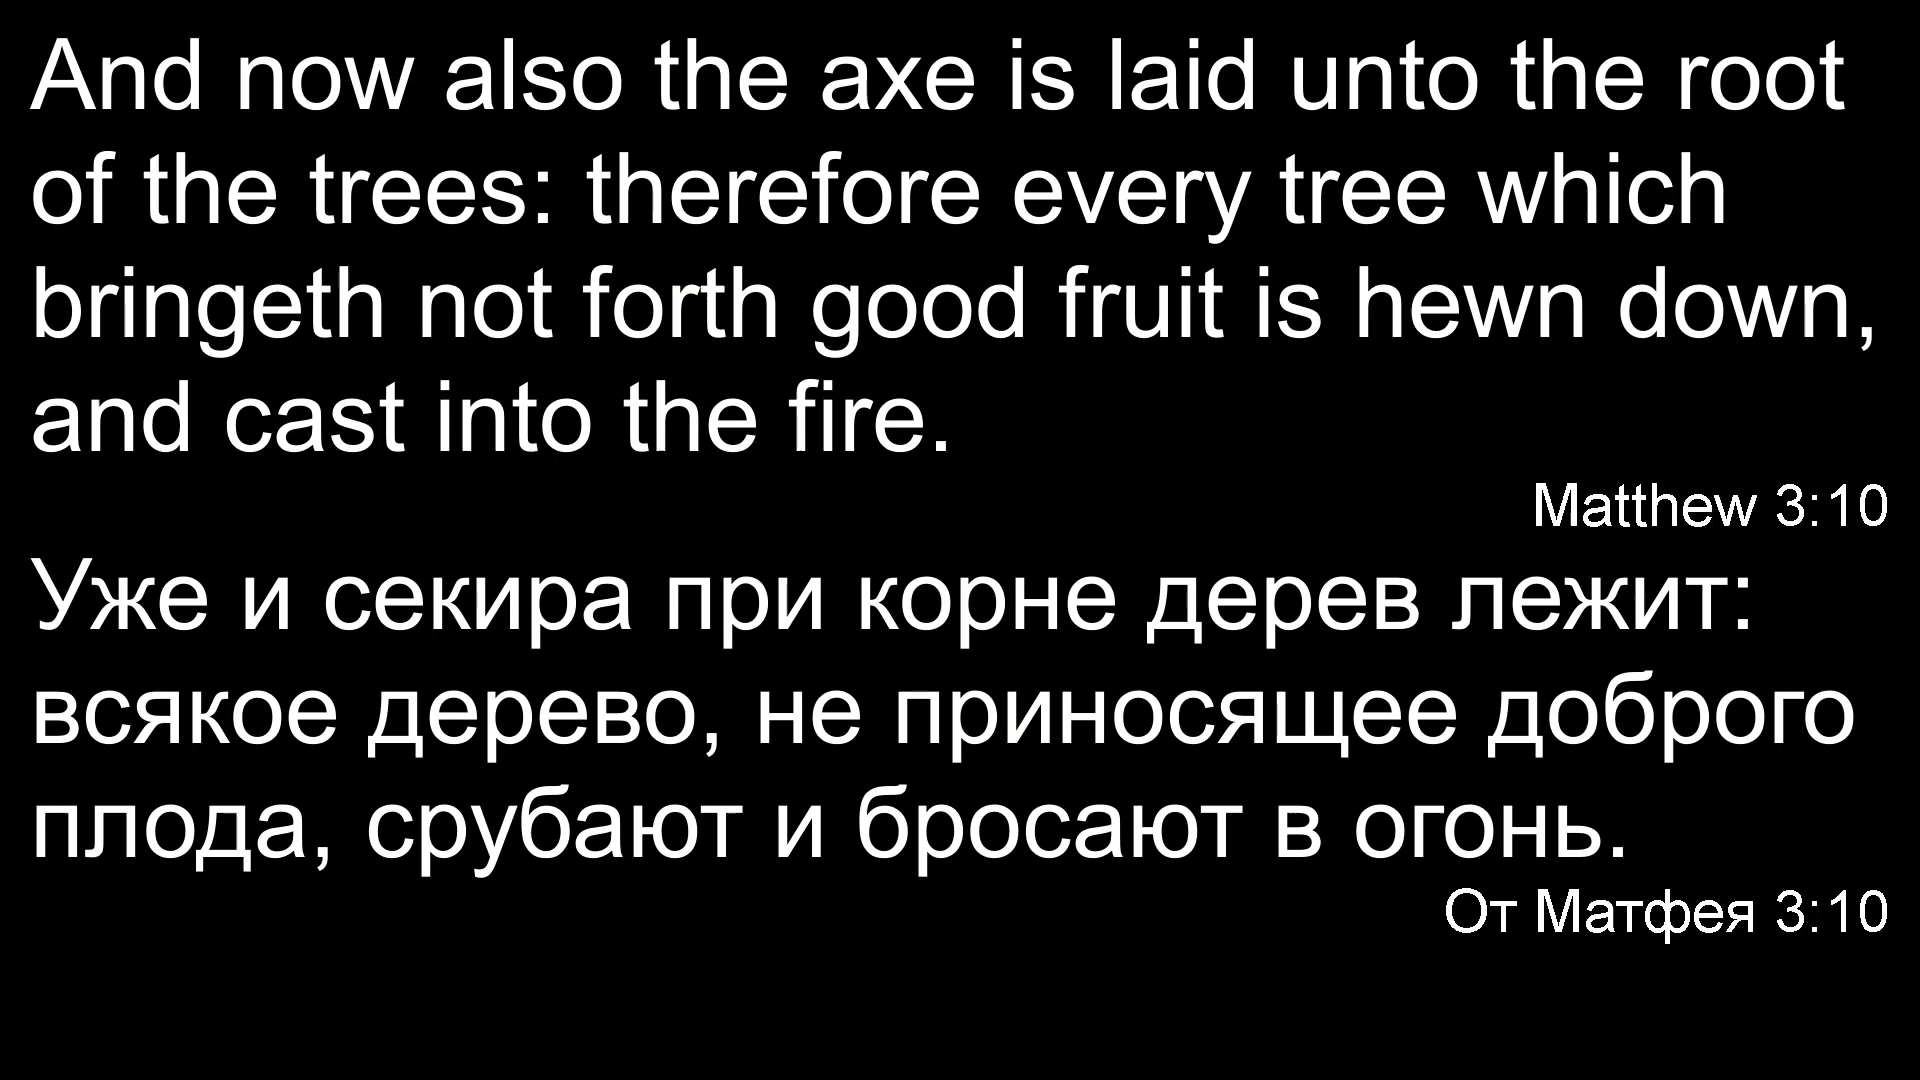 And now also the axe is laid unto the root
of the trees: therefore every tree which
bringeth not forth good fruit is hewn down,
and cast into the fire.
Matthew 3:10
Уже и секира при корне дерев лежит:
всякое дерево, не приносящее доброго
плода, срубают и бросают в огонь.
От Матфея 3:10